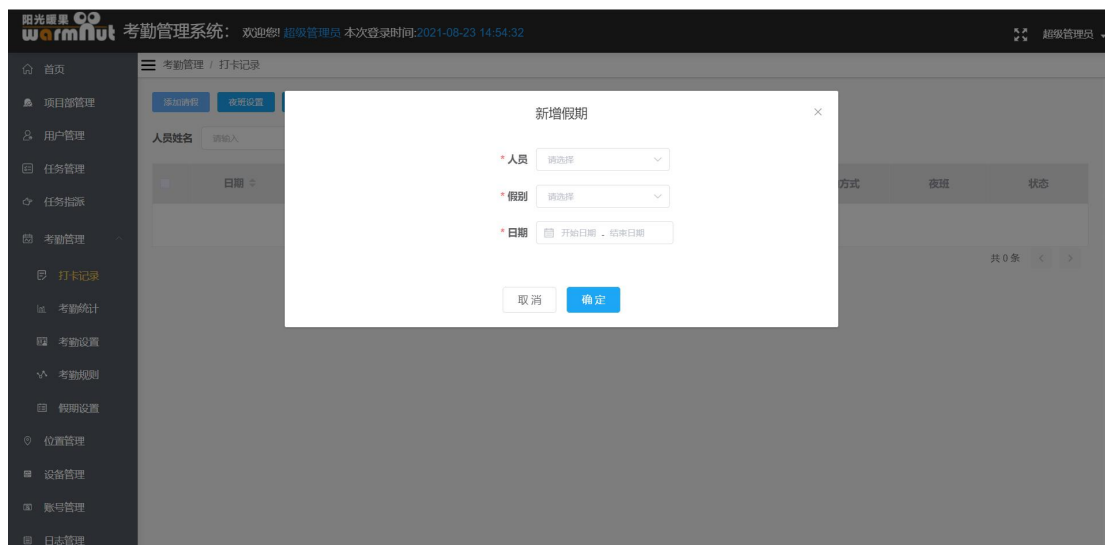 阳光暖果
warmnut 考勤管理系统： 欢迎您! 超级管理员 本次登录时间:2021-08-23 14:54:32
超级管理员
首页
考勤管理 / 打卡记录
项目部管理
添加请假
夜班设置
新增假期
用户管理
人员姓名
请输入
* 人员
请选择
任务管理
日期
方式
夜班
状态
* 假别
请选择
任务指派
* 日期
开始日期 - 结束日期
考勤管理
共 0 条
打卡记录
取 消
确 定
考勤统计
考勤设置
考勤规则
假期设置
位置管理
设备管理
账号管理
日志管理